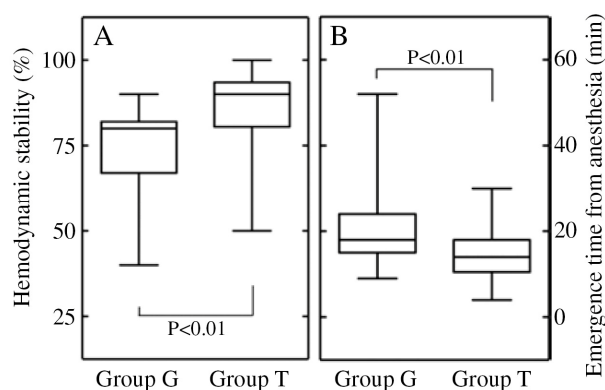 A
B
Hemodynamic stability (%)
100
75
50
25
P<0.01
P<0.01
60
40
20
0
Emergence time from anesthesia (min)
Group G
Group T
Group G
Group T